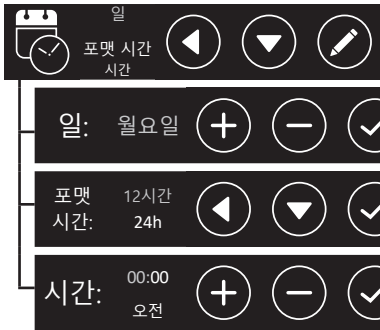 일
포맷 시간
시간
일: 월요일
포맷 12시간
시간: 24h
시간: 00:00
오전